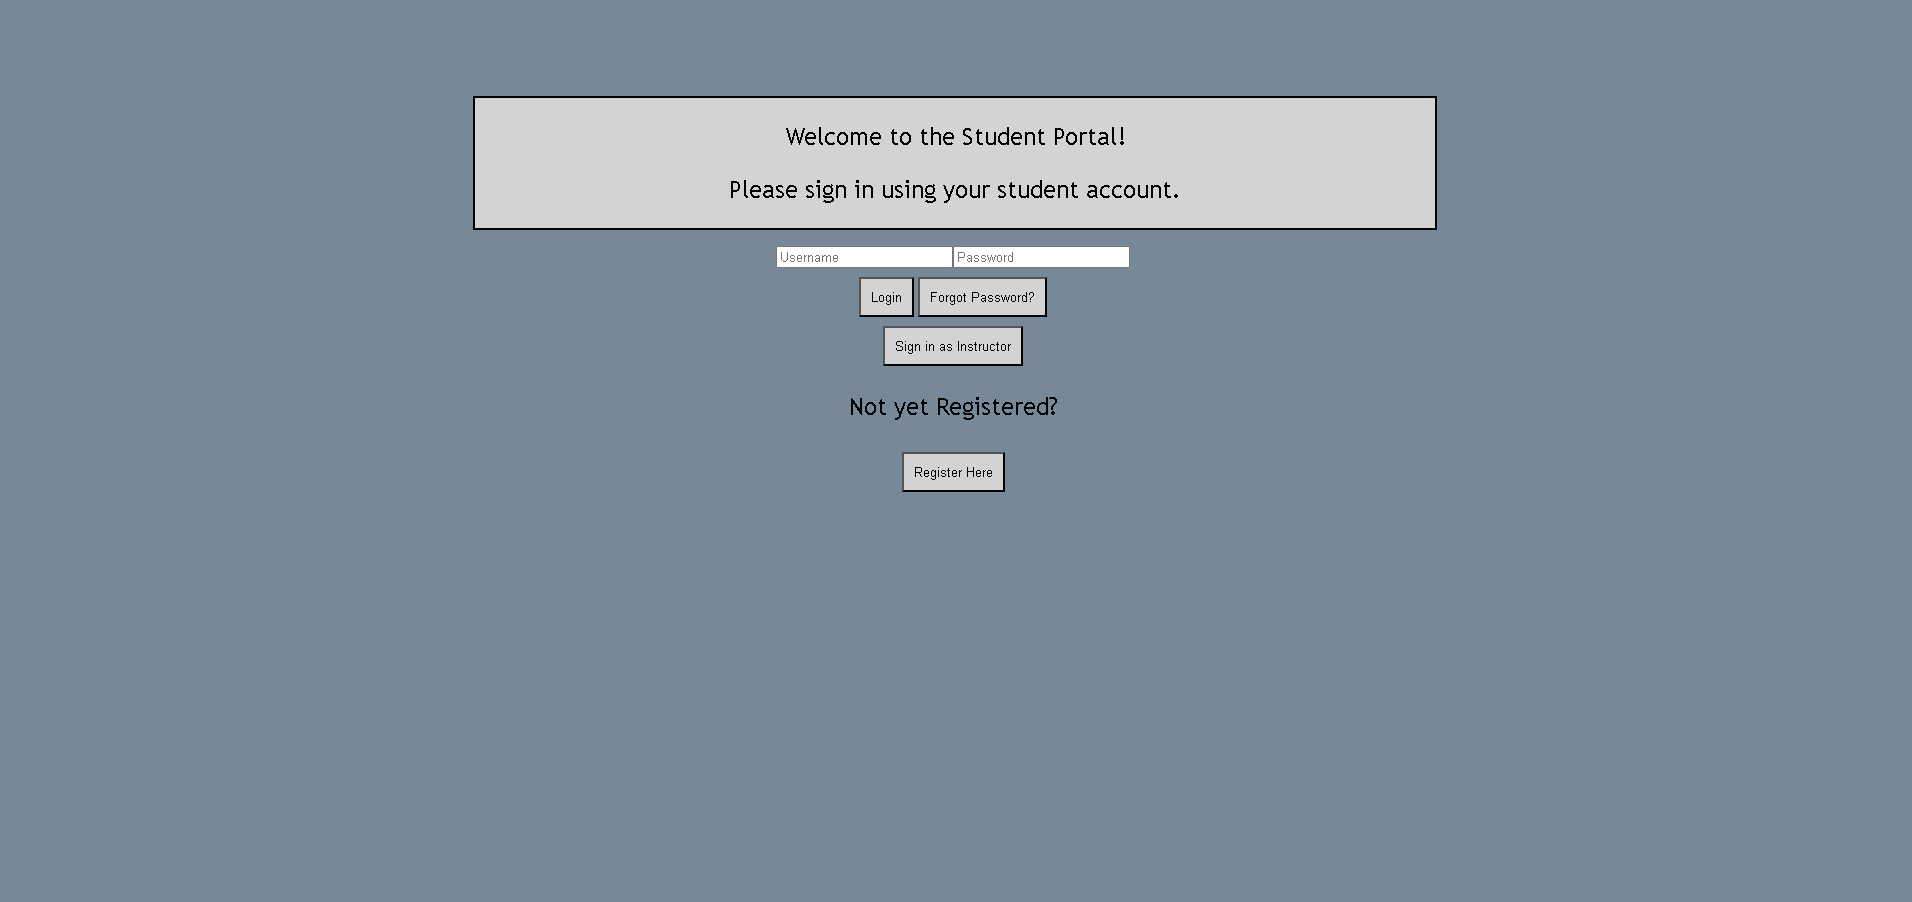 Welcome to the Student Portal!
Please sign in using your student account.
Username Password
Login Forgot Password?
Sign in as Instructor
Not yet Registered?
Register Here